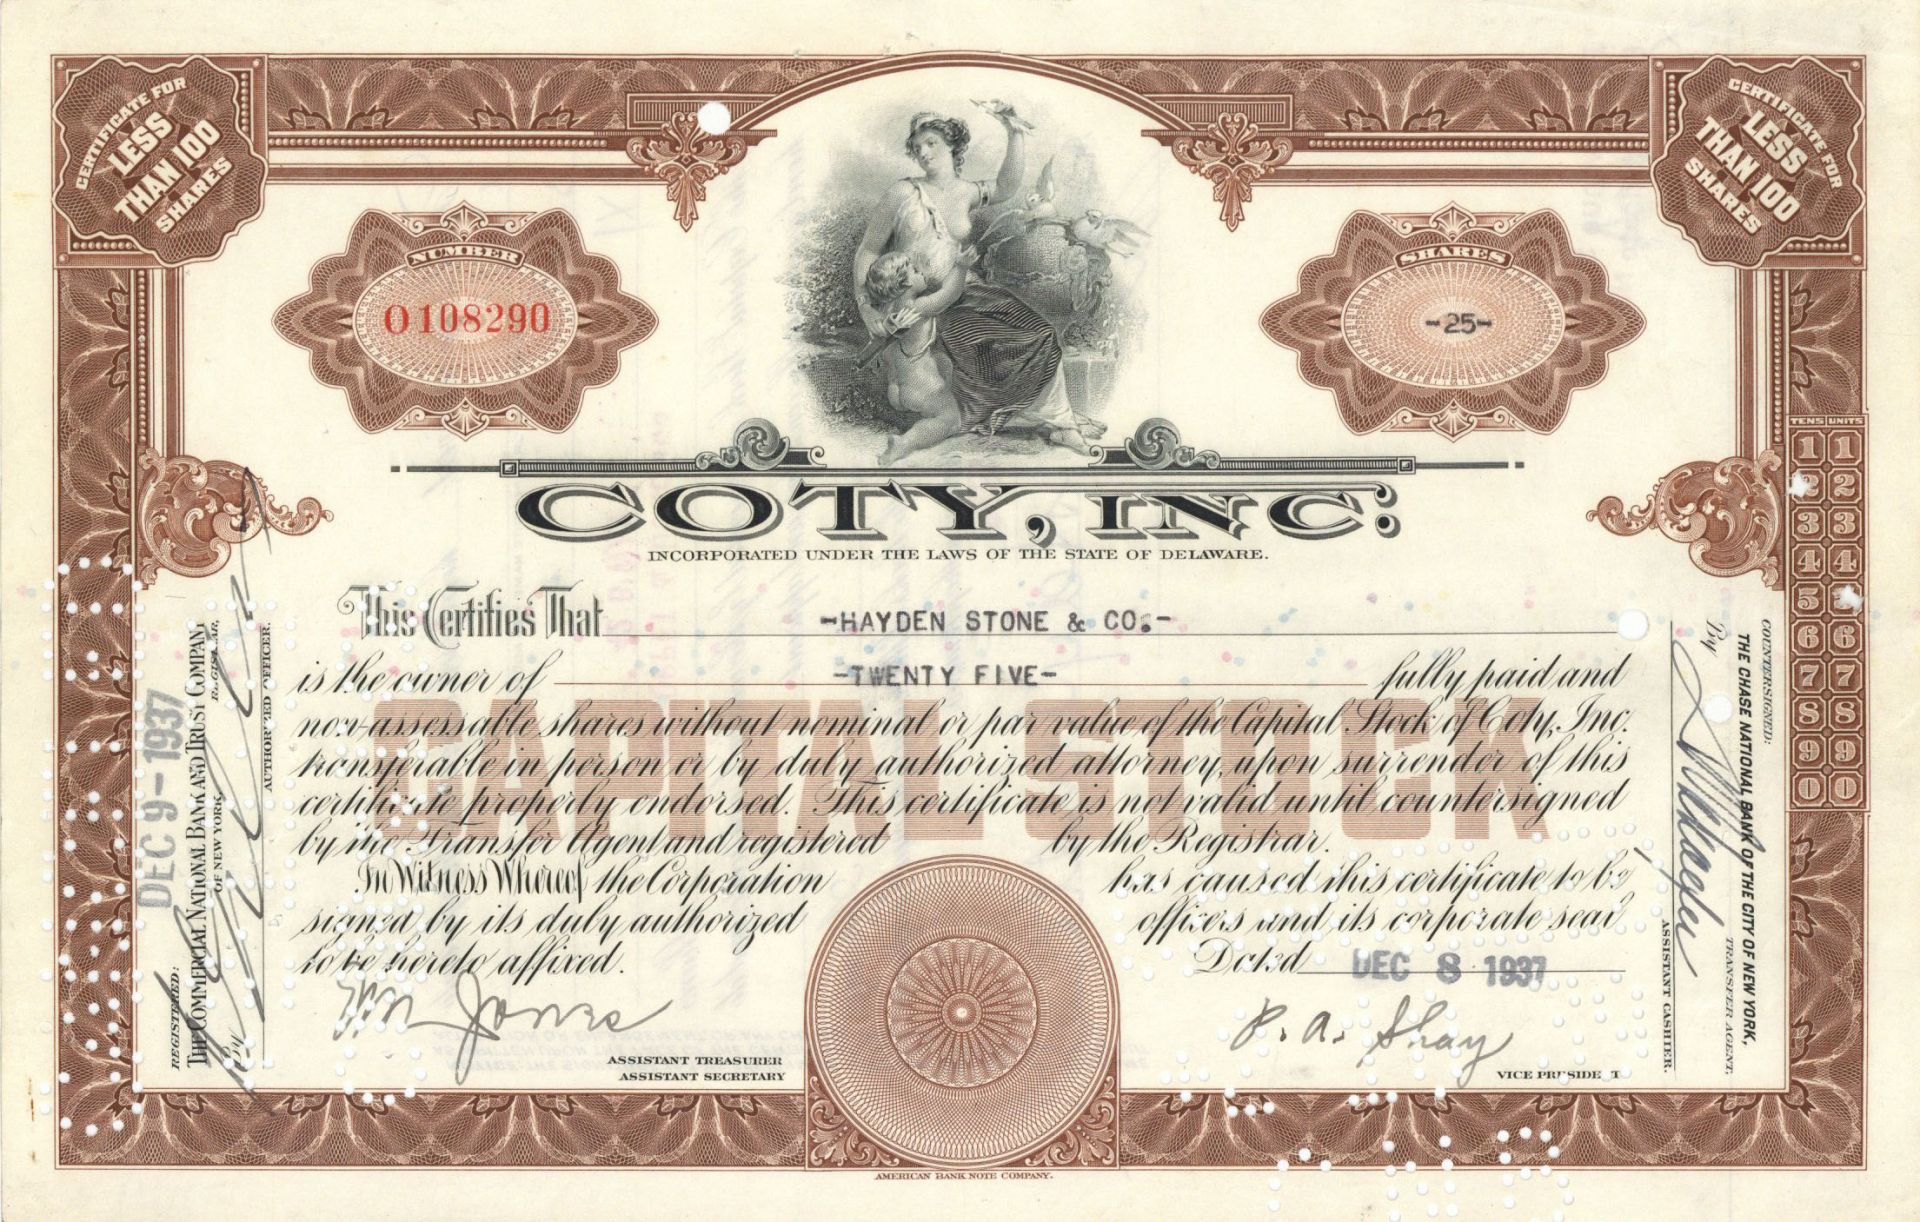 CERTIFICATE FOR
LESS
THAN 100
SHARES
CERTIFICATE FOR
LESS
THAN 100
SHARES
NUMBER
O108290
SHARES
-25-
TENS UNITS
1 1
2 2
3 3
4 4
5
6 6
7 7
8 8
9 9
0 0
COTY, INC.
INCORPORATED UNDER THE LAWS OF THE STATE OF DELAWARE.
This Certifies That -HAYDEN STONE & CO.-
is the owner of -TWENTY FIVE- fully paid and
non-assessable shares without nominal or par value of the Capital Stock of Coty, Inc.
transferable in person or by duly authorized attorney, upon surrender of this
certificate properly endorsed. This certificate is not valid until countersigned
by the Transfer Agent and registered by the Registrar.
CAPITAL STOCK
In Witness Whereof the Corporation has caused this certificate to be
signed by its duly authorized officers and its corporate seal
to be hereto affixed. Dated DEC 8 1937
Wm Jones
ASSISTANT TREASURER
ASSISTANT SECRETARY
P. A. Shay
VICE PRESIDENT
AMERICAN BANK NOTE COMPANY.
DEC 9-1937
REGISTERED:
THE COMMERCIAL NATIONAL BANK AND TRUST COMPANY
OF NEW YORK, REGISTRAR,
By
AUTHORIZED OFFICER.
COUNTERSIGNED:
THE CHASE NATIONAL BANK OF THE CITY OF NEW YORK,
TRANSFER AGENT,
By
ASSISTANT CASHIER.